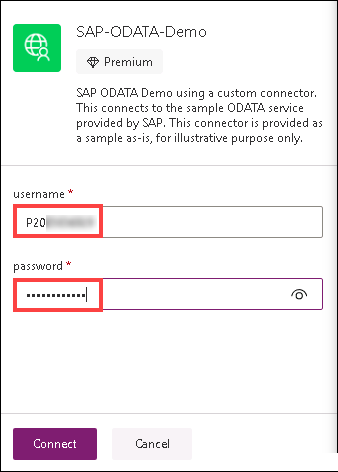 SAP-ODATA-Demo
Premium
SAP ODATA Demo using a custom connector.
This connects to the sample ODATA service
provided by SAP. This connector is provided as
a sample as-is, for illustrative purpose only.
username *
P20
password *
••••••••••••
Connect
Cancel